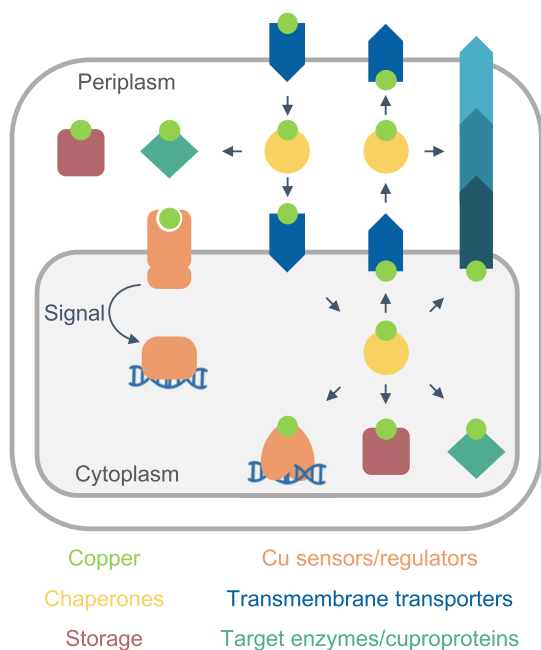 Periplasm
Signal
Cytoplasm
Copper
Cu sensors/regulators
Chaperones
Transmembrane transporters
Storage
Target enzymes/cuproproteins